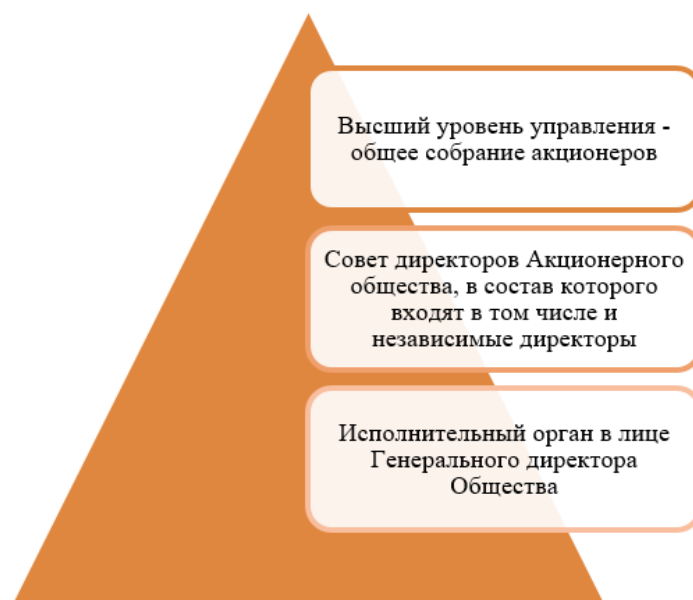 Высший уровень управления -
общее собрание акционеров
Совет директоров Акционерного
общества, в состав которого
входят в том числе и
независимые директоры
Исполнительный орган в лице
Генерального директора
Общества